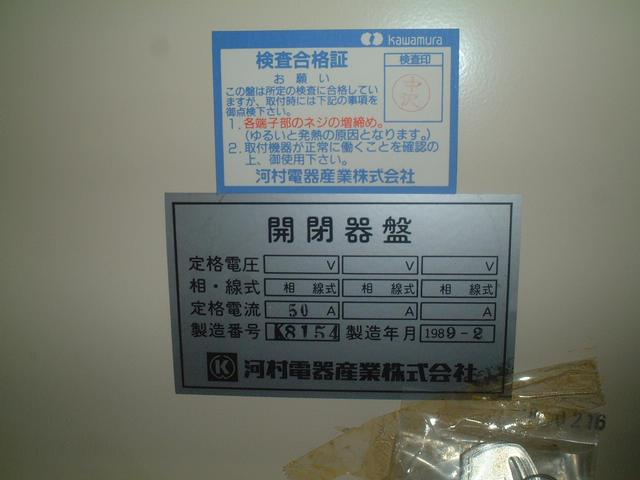 kawamura
検査合格証
検査印
お願い
この盤は所定の検査に合格してい
ますが、取付時には下記の事項を
御点検下さい。
1. 各端子部のネジの増締め。
(ゆるいと発熱の原因となります。)
2. 取付機器が正常に働くことを確認の
上、御使用下さい。
河村電器産業株式会社
開閉器盤
定格電圧 V V V
相・線式 相 線式 相 線式 相 線式
定格電流 50 A A A
製造番号 K8154 製造年月 1989-2
K 河村電器産業株式会社
0216